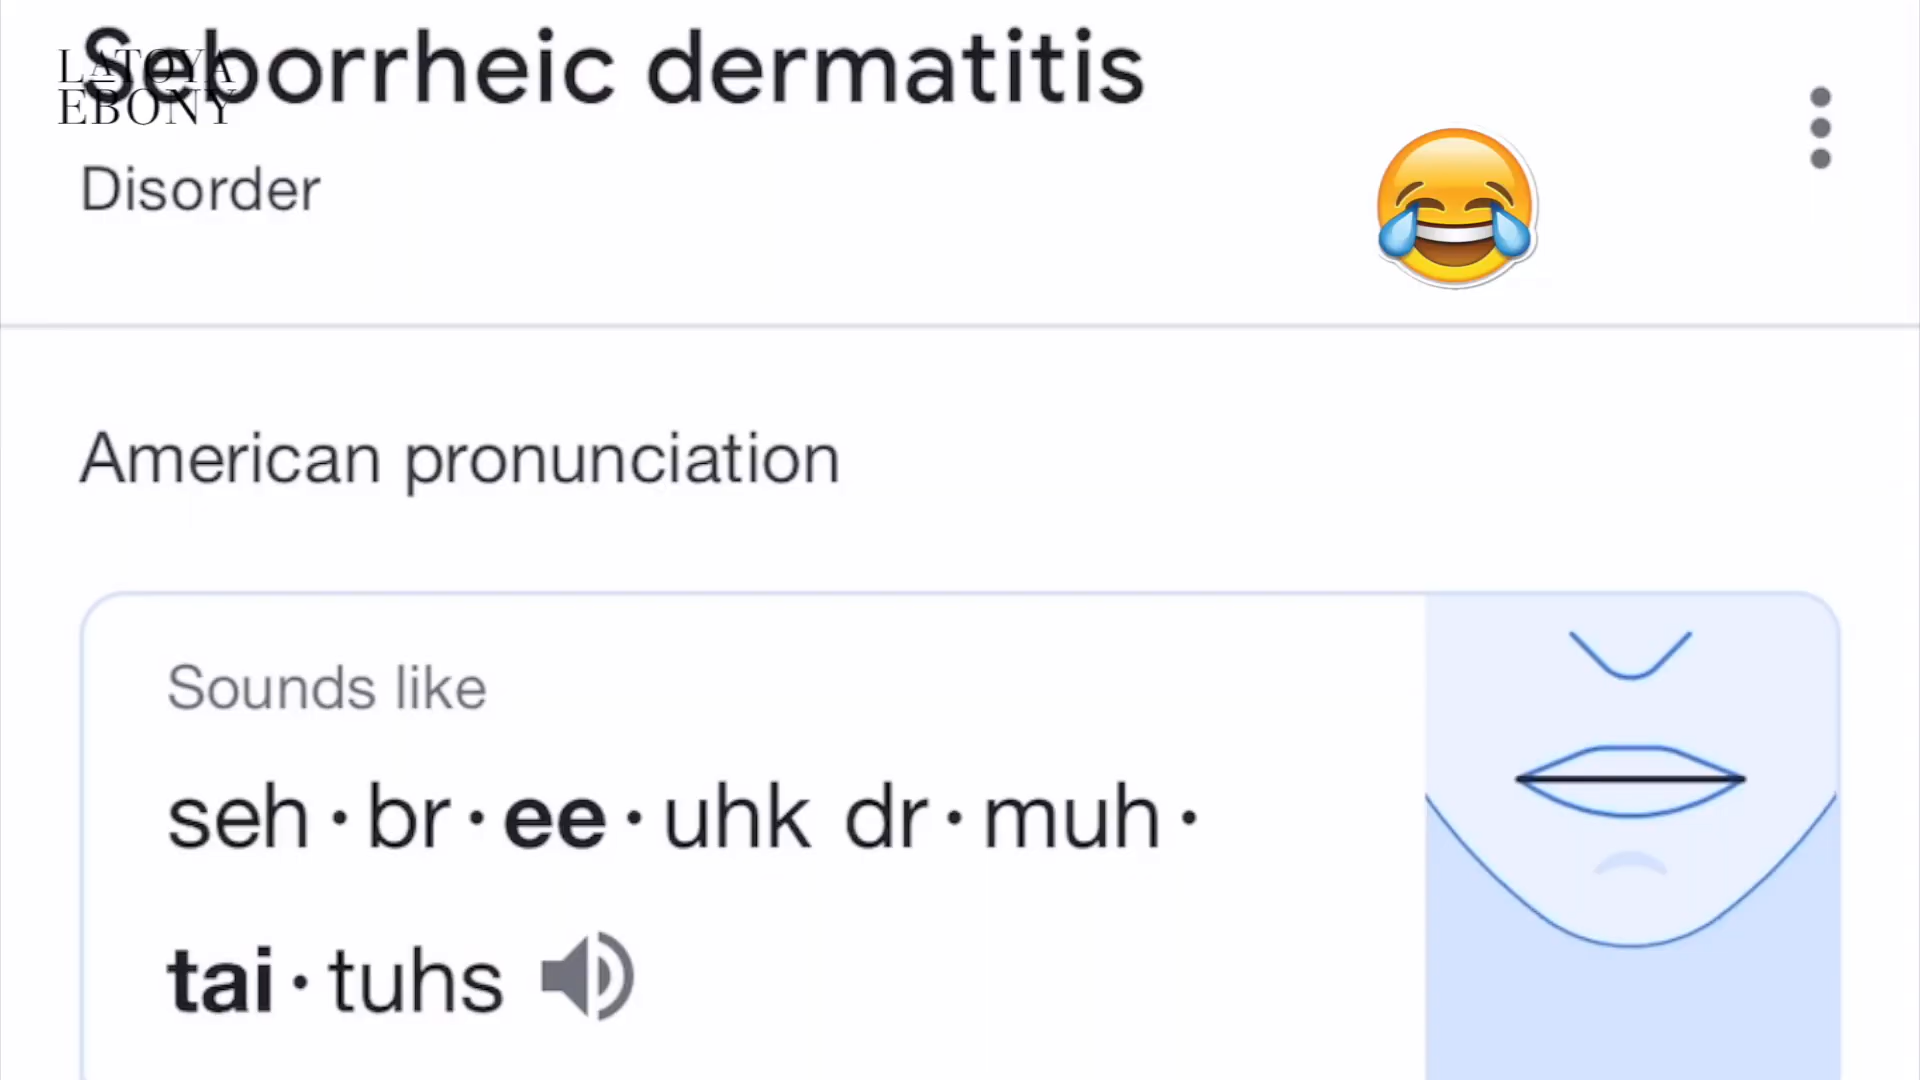 LATOYA
EBONY
Seborrheic dermatitis
Disorder
American pronunciation
Sounds like
seh · br · ee · uhk dr · muh ·
tai · tuhs